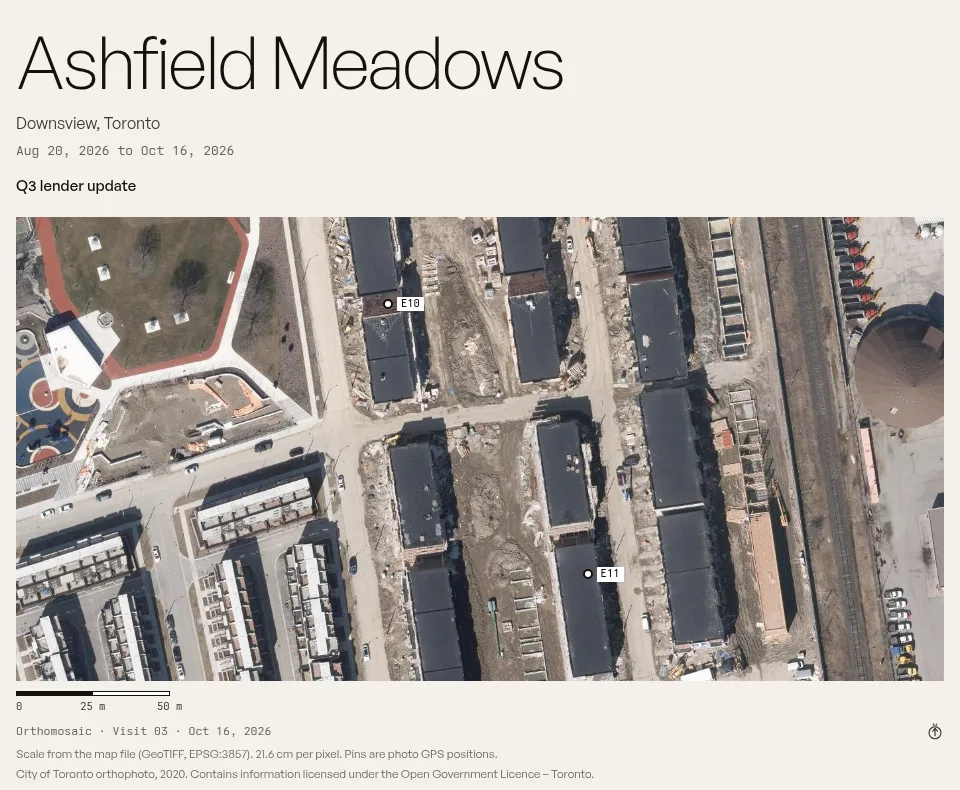 Ashfield Meadows
Downsview, Toronto
Aug 20, 2026 to Oct 16, 2026
Q3 lender update
E10
E11
0 25 m 50 m
Orthomosaic · Visit 03 · Oct 16, 2026
Scale from the map file (GeoTIFF, EPSG:3857). 21.6 cm per pixel. Pins are photo GPS positions.
City of Toronto orthophoto, 2020. Contains information licensed under the Open Government Licence – Toronto.